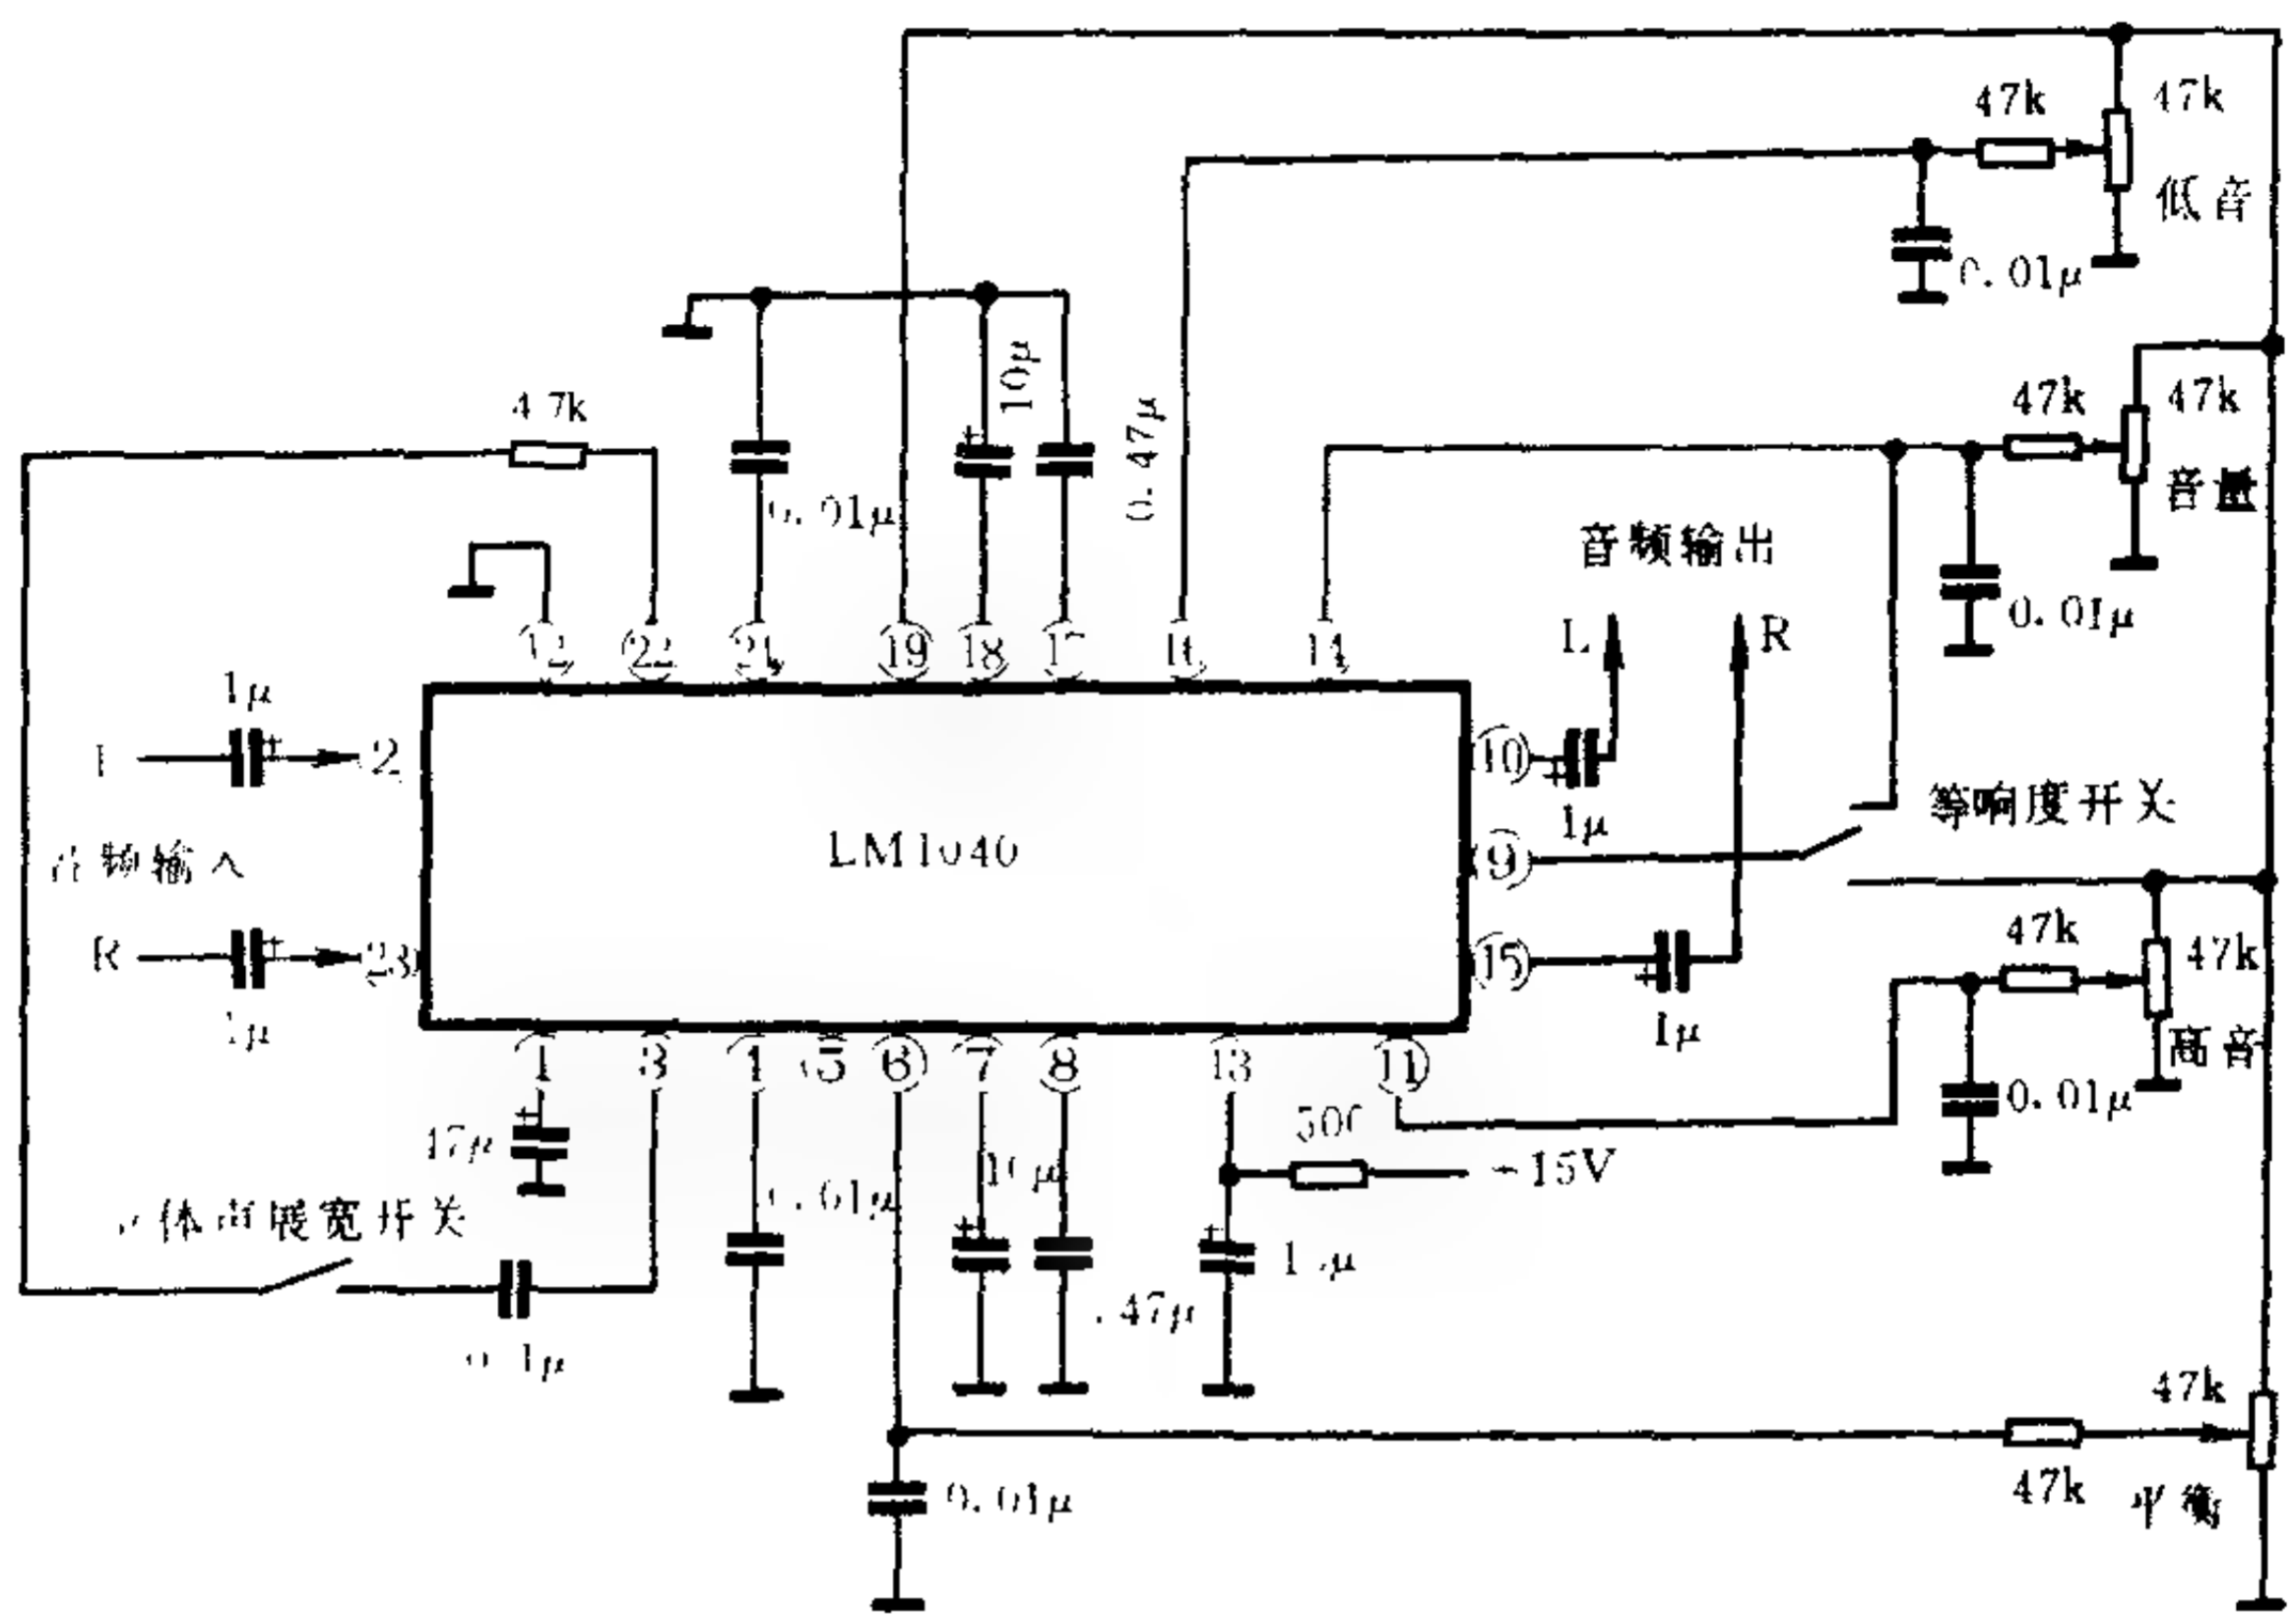 47k
47k
低音
0.01μ
10μ
0.47μ
47k
47k
47k
音量
0.01μ
音频输出
0.01μ
L
R
12
22
21
19
18
17
16
14
1μ
2
10
1μ
等响度开关
LM1040
9
音频输入
R
23
1μ
15
1μ
47k
47k
高音
0.01μ
1
3
4
5
6
7
8
13
11
47μ
10μ
500
15V
0.01μ
体声展宽开关
1μ
.47μ
0.1μ
47k
0.01μ
47k
平衡